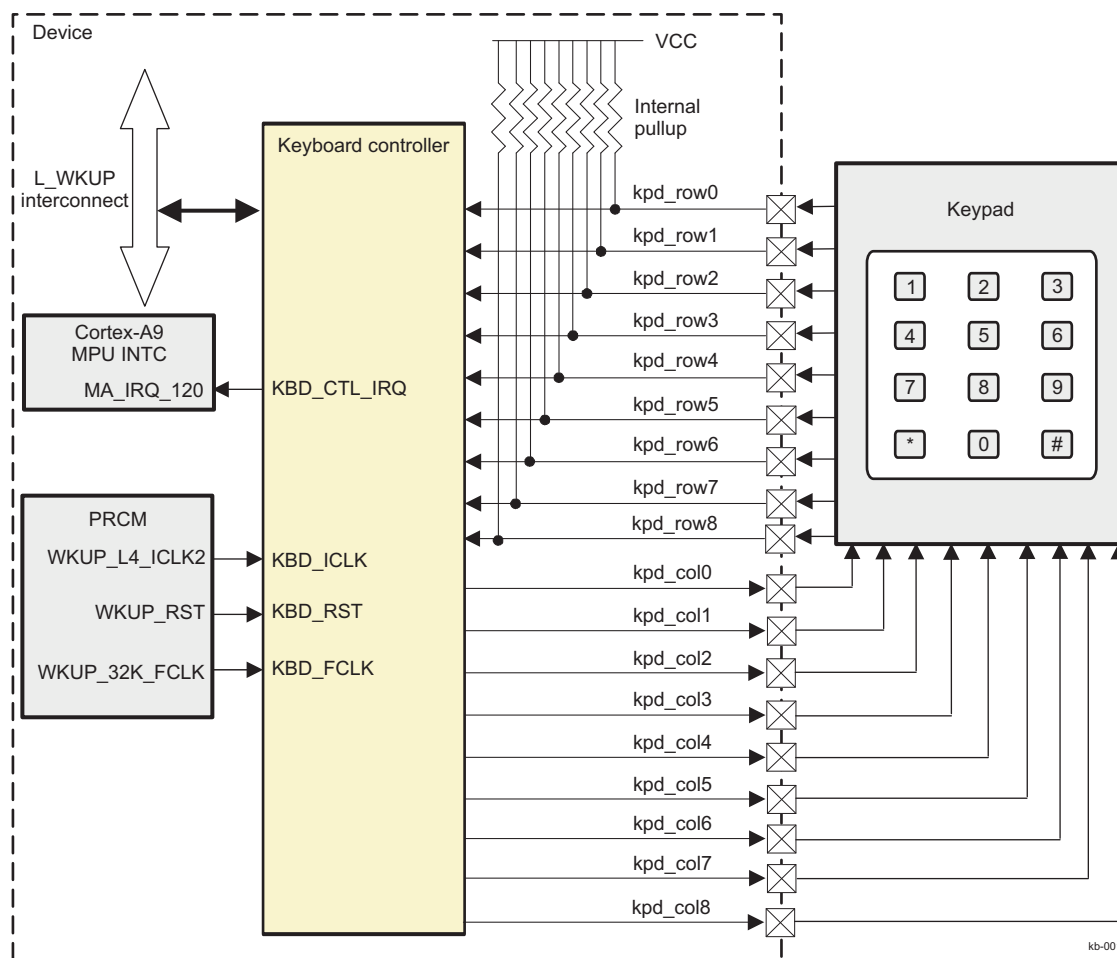 Device
VCC
Internal
pullup
Keyboard controller
L_WKUP
interconnect
Cortex-A9
MPU INTC
MA_IRQ_120
KBD_CTL_IRQ
PRCM
WKUP_L4_ICLK2
KBD_ICLK
WKUP_RST
KBD_RST
WKUP_32K_FCLK
KBD_FCLK
kpd_row0
kpd_row1
kpd_row2
kpd_row3
kpd_row4
kpd_row5
kpd_row6
kpd_row7
kpd_row8
kpd_col0
kpd_col1
kpd_col2
kpd_col3
kpd_col4
kpd_col5
kpd_col6
kpd_col7
kpd_col8
Keypad
1 2 3
4 5 6
7 8 9
* 0 #
kb-00